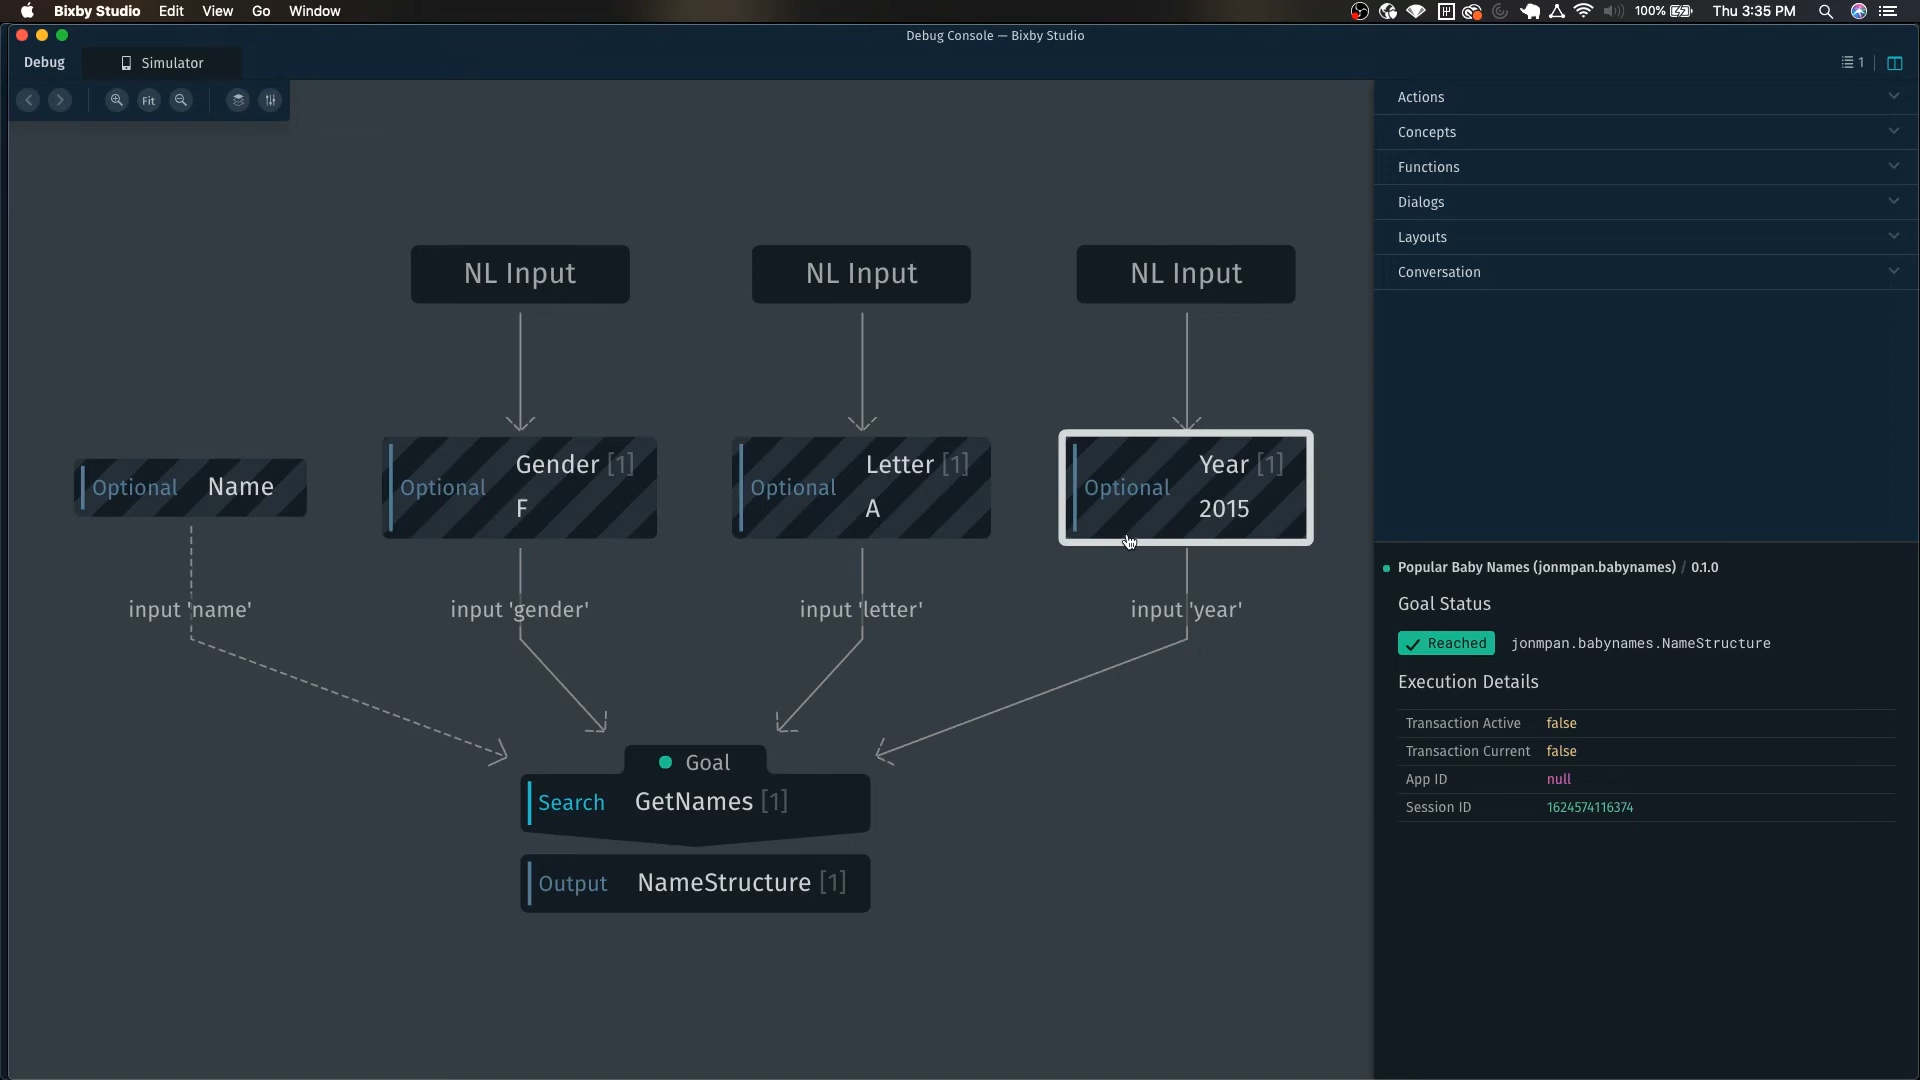 Bixby Studio Edit View Go Window 100% Thu 3:35 PM
Debug Console — Bixby Studio
Debug Simulator 1
Fit
NL Input NL Input NL Input
Optional Name
Optional Gender [1]
F
Optional Letter [1]
A
Optional Year [1]
2015
input 'name' input 'gender' input 'letter' input 'year'
Goal
Search GetNames [1]
Output NameStructure [1]
Actions
Concepts
Functions
Dialogs
Layouts
Conversation
Popular Baby Names (jonmpan.babynames) / 0.1.0
Goal Status
Reached jonmpan.babynames.NameStructure
Execution Details
Transaction Active false
Transaction Current false
App ID null
Session ID 1624574116374